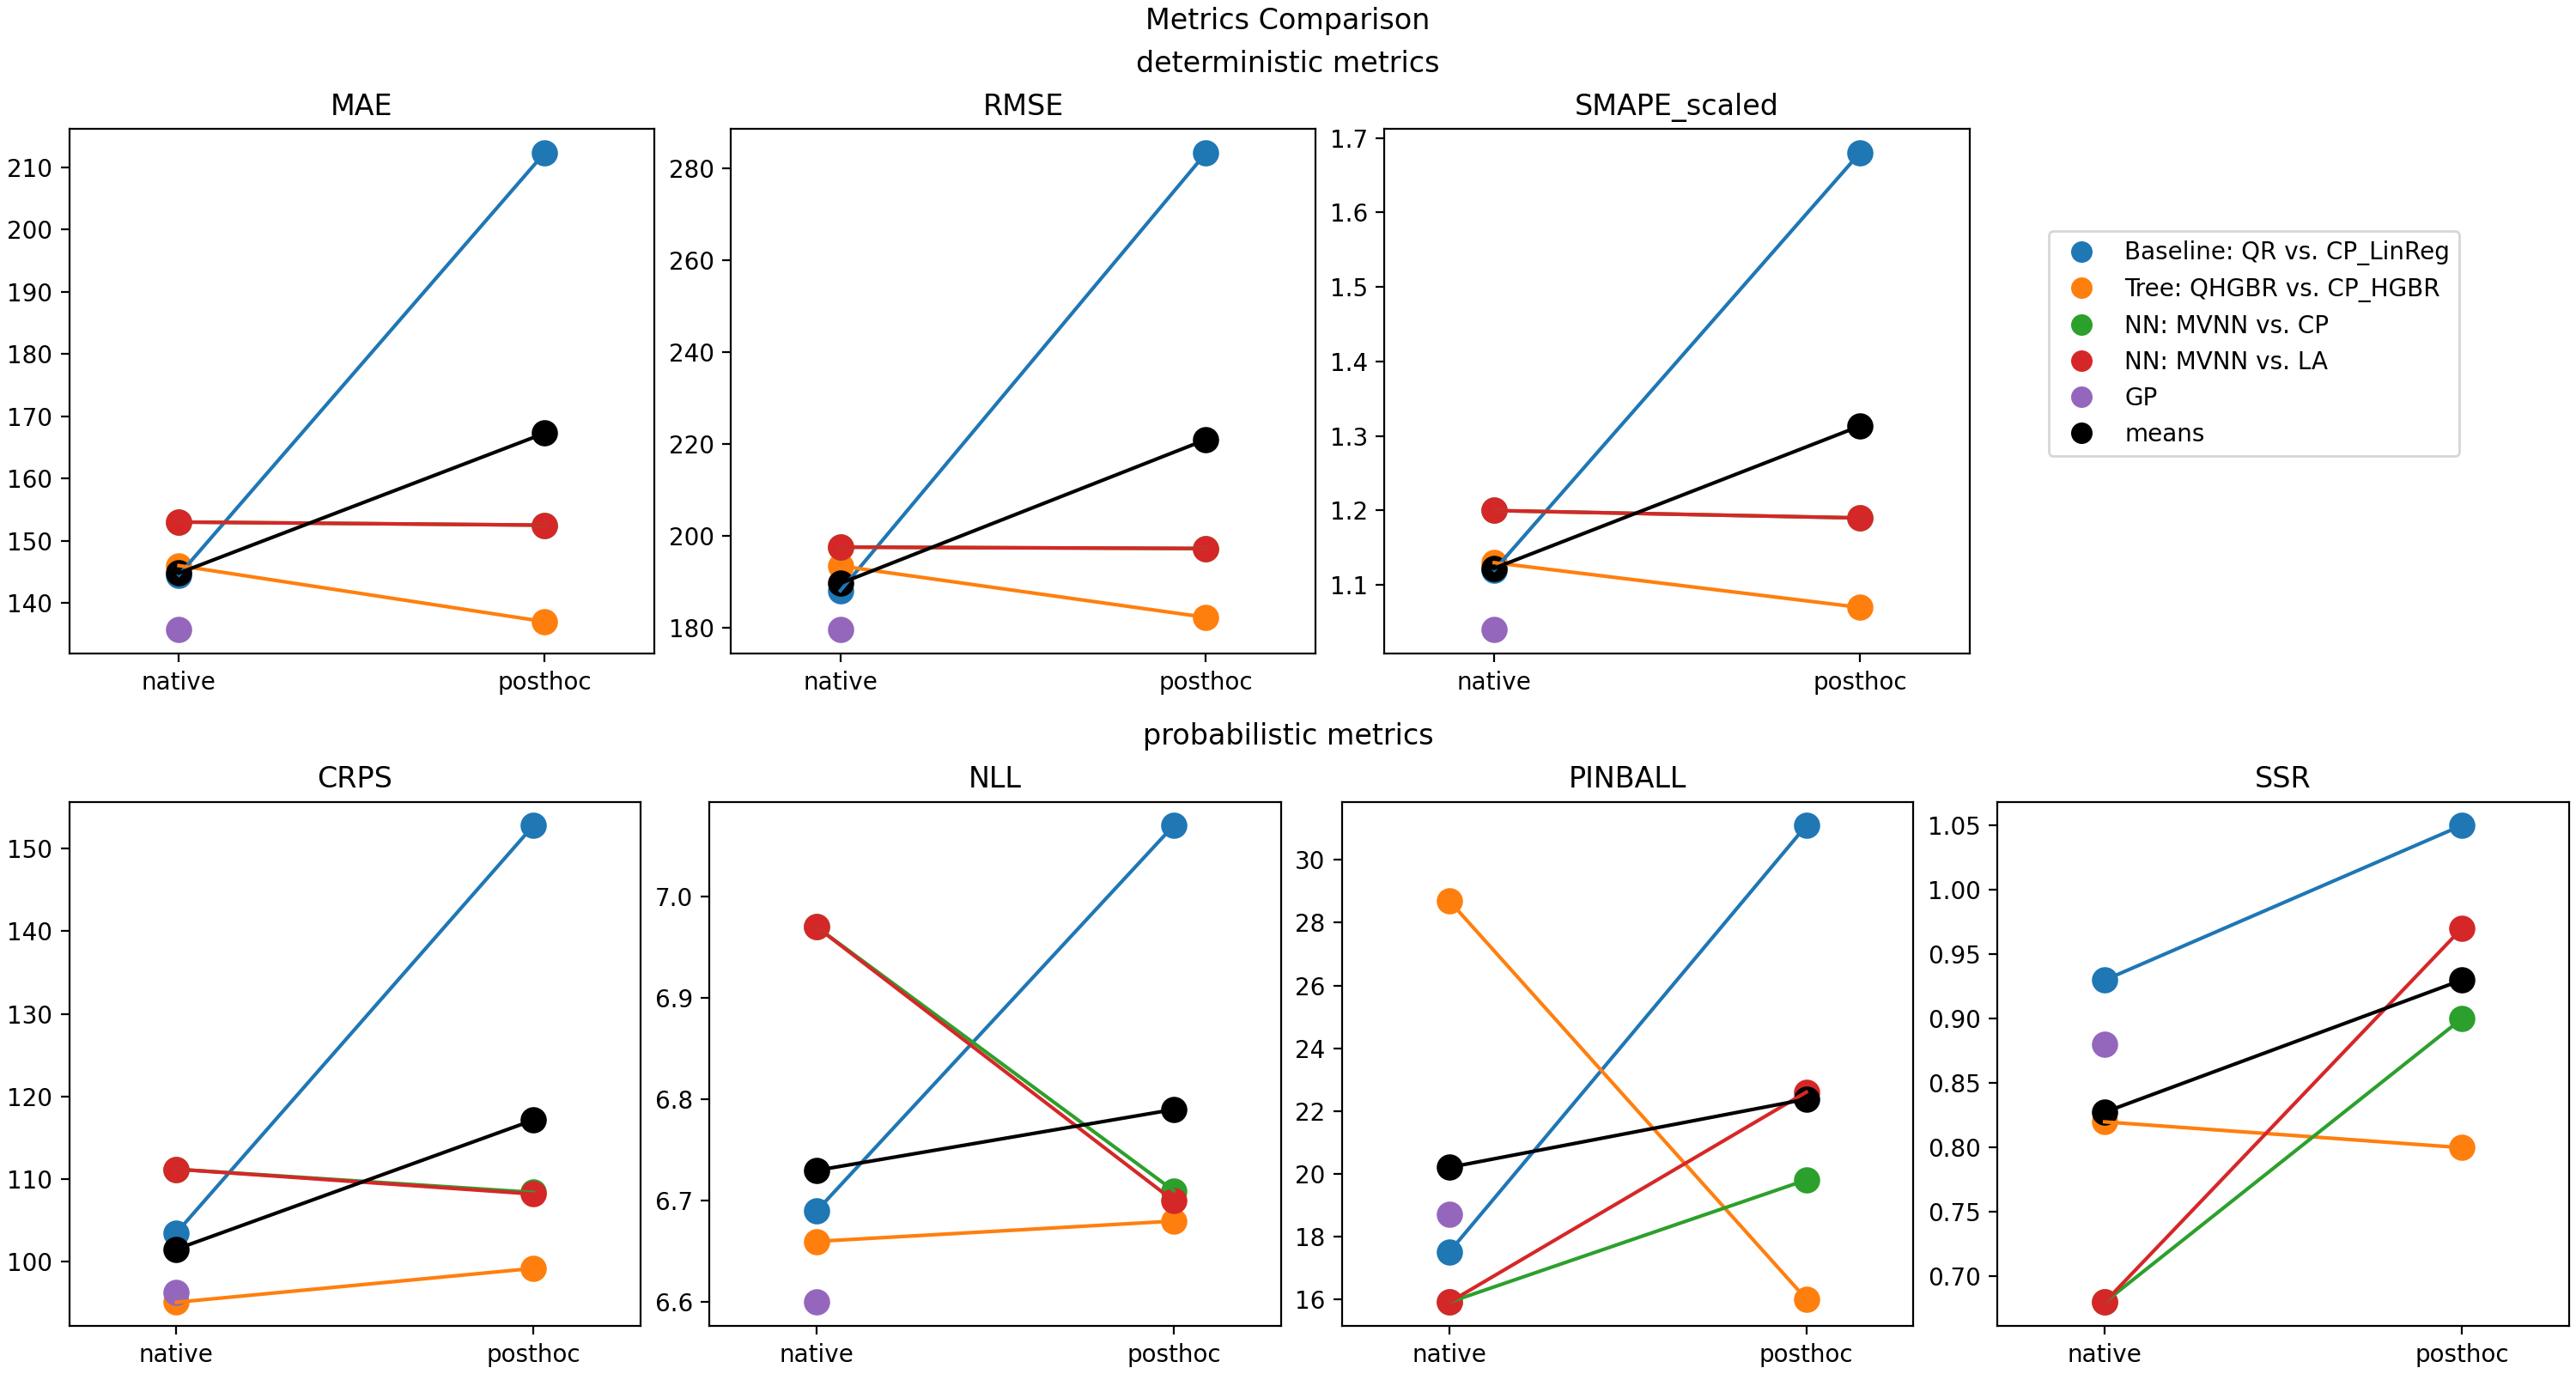 Metrics Comparison
deterministic metrics
MAE
210
200
190
180
170
160
150
140
native
posthoc
RMSE
280
260
240
220
200
180
native
posthoc
SMAPE_scaled
1.7
1.6
1.5
1.4
1.3
1.2
1.1
native
posthoc
Baseline: QR vs. CP_LinReg
Tree: QHGBR vs. CP_HGBR
NN: MVNN vs. CP
NN: MVNN vs. LA
GP
means
probabilistic metrics
CRPS
150
140
130
120
110
100
native
posthoc
NLL
7.0
6.9
6.8
6.7
6.6
native
posthoc
PINBALL
30
28
26
24
22
20
18
16
native
posthoc
SSR
1.05
1.00
0.95
0.90
0.85
0.80
0.75
0.70
native
posthoc